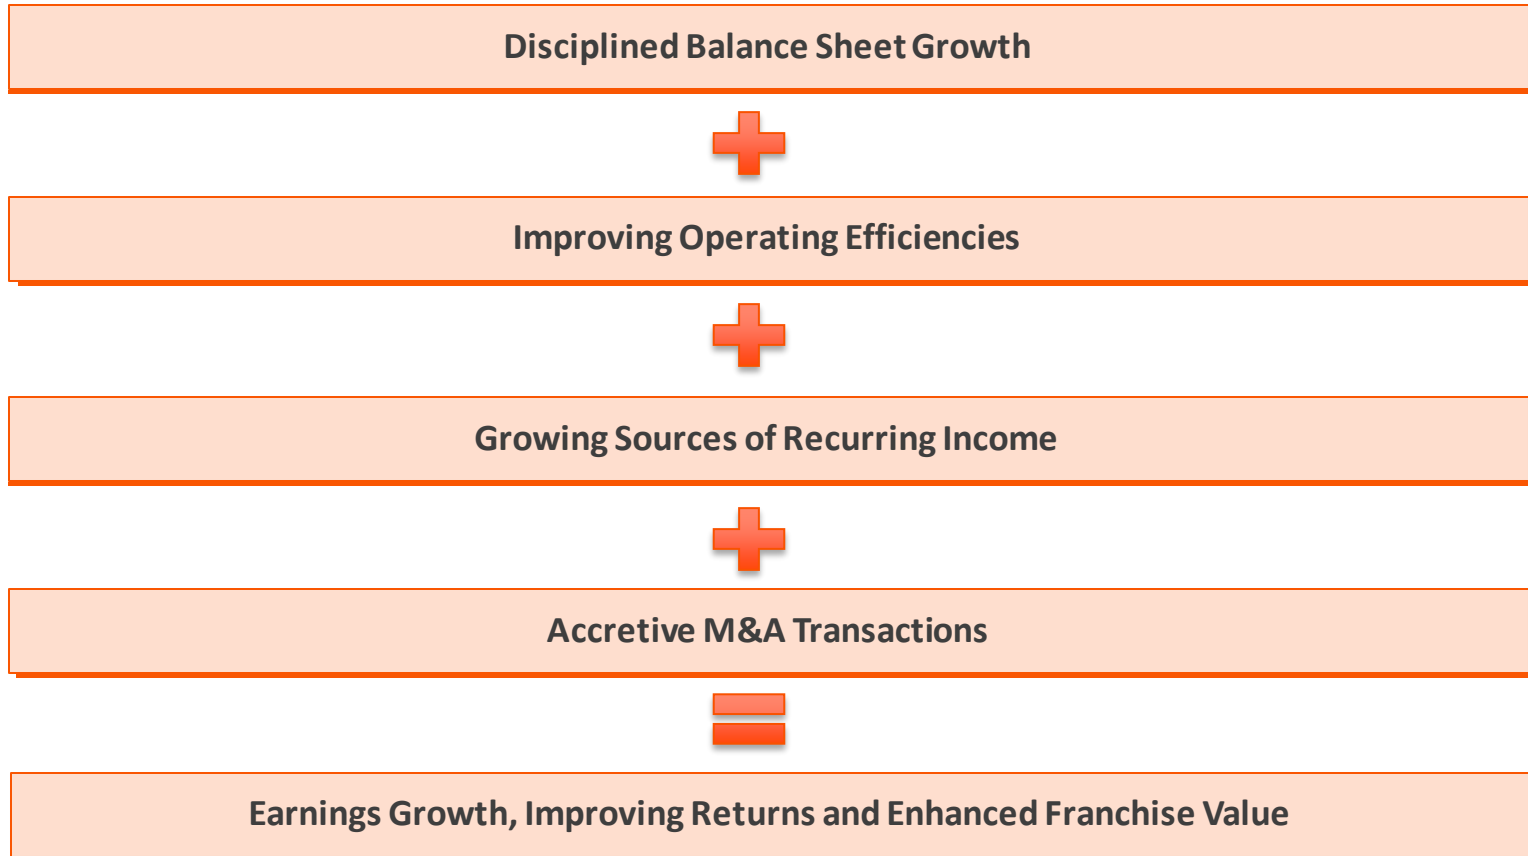 Disciplined Balance Sheet Growth
Improving Operating Efficiencies
Growing Sources of Recurring Income
Accretive M&A Transactions
Earnings Growth, Improving Returns and Enhanced Franchise Value